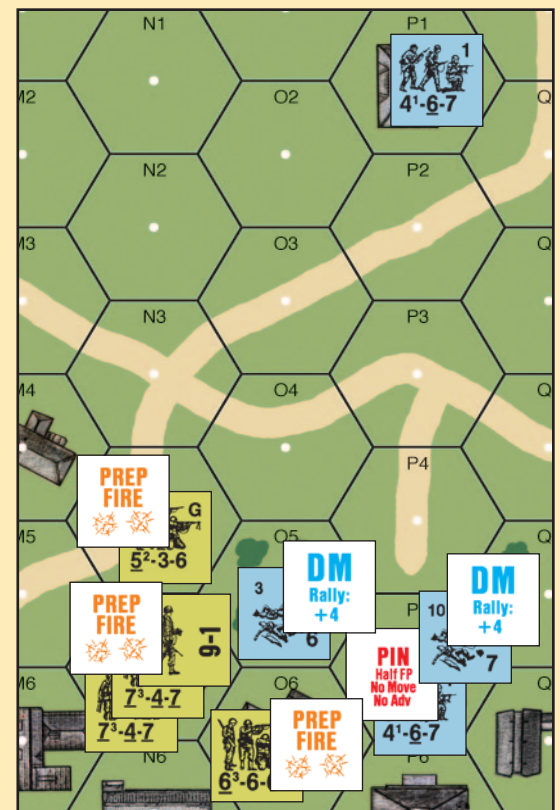 N1
P1
1
4¹-6-7
M2
O2
Q
N2
P2
M3
O3
Q
N3
P3
M4
O4
Q
P4
PREP
FIRE
G
5²-3-6
M5
O5
Q
3
DM
Rally:
+4
6
10
DM
Rally:
+4
7
PREP
FIRE
9-1
7³-4-7
7³-4-7
P
PIN
Half FP
No Move
No Adv
4¹-6-7
M6
O6
Q
PREP
FIRE
6³-6-
N6
P6